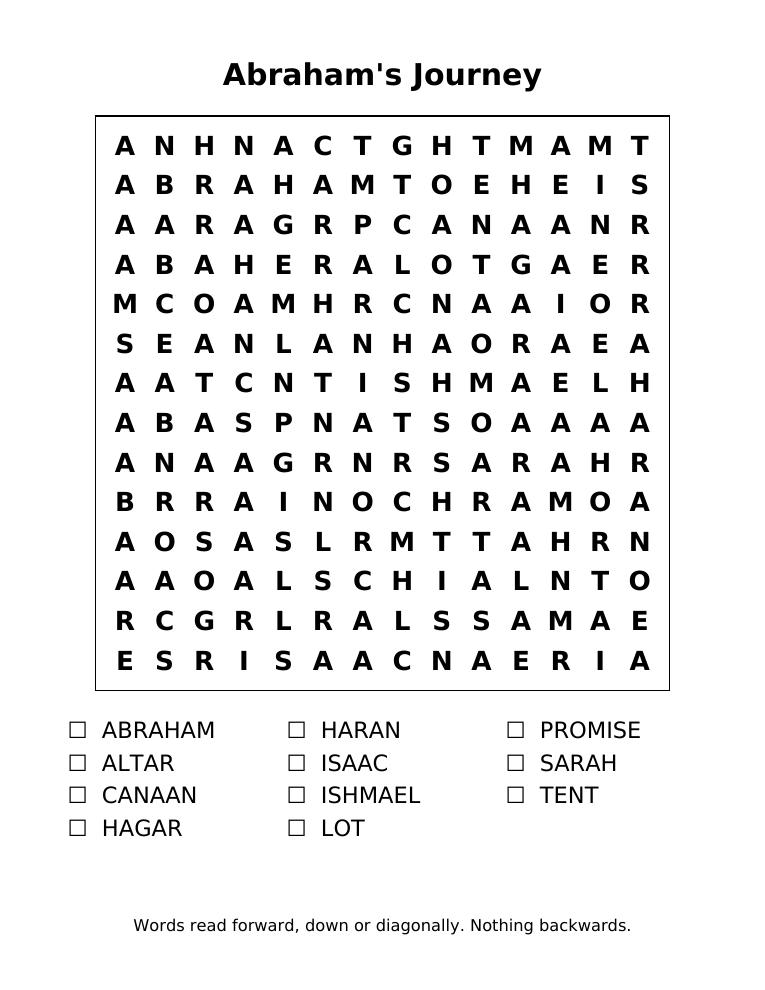 Abraham's Journey
A N H N A C T G H T M A M T
A B R A H A M T O E H E I S
A A R A G R P C A N A A N R
A B A H E R A L O T G A E R
M C O A M H R C N A A I O R
S E A N L A N H A O R A E A
A A T C N T I S H M A E L H
A B A S P N A T S O A A A A
A N A A G R N R S A R A H R
B R R A I N O C H R A M O A
A O S A S L R M T T A H R N
A A O A L S C H I A L N T O
R C G R L R A L S S A M A E
E S R I S A A C N A E R I A
☐ ABRAHAM ☐ HARAN ☐ PROMISE
☐ ALTAR ☐ ISAAC ☐ SARAH
☐ CANAAN ☐ ISHMAEL ☐ TENT
☐ HAGAR ☐ LOT
Words read forward, down or diagonally. Nothing backwards.